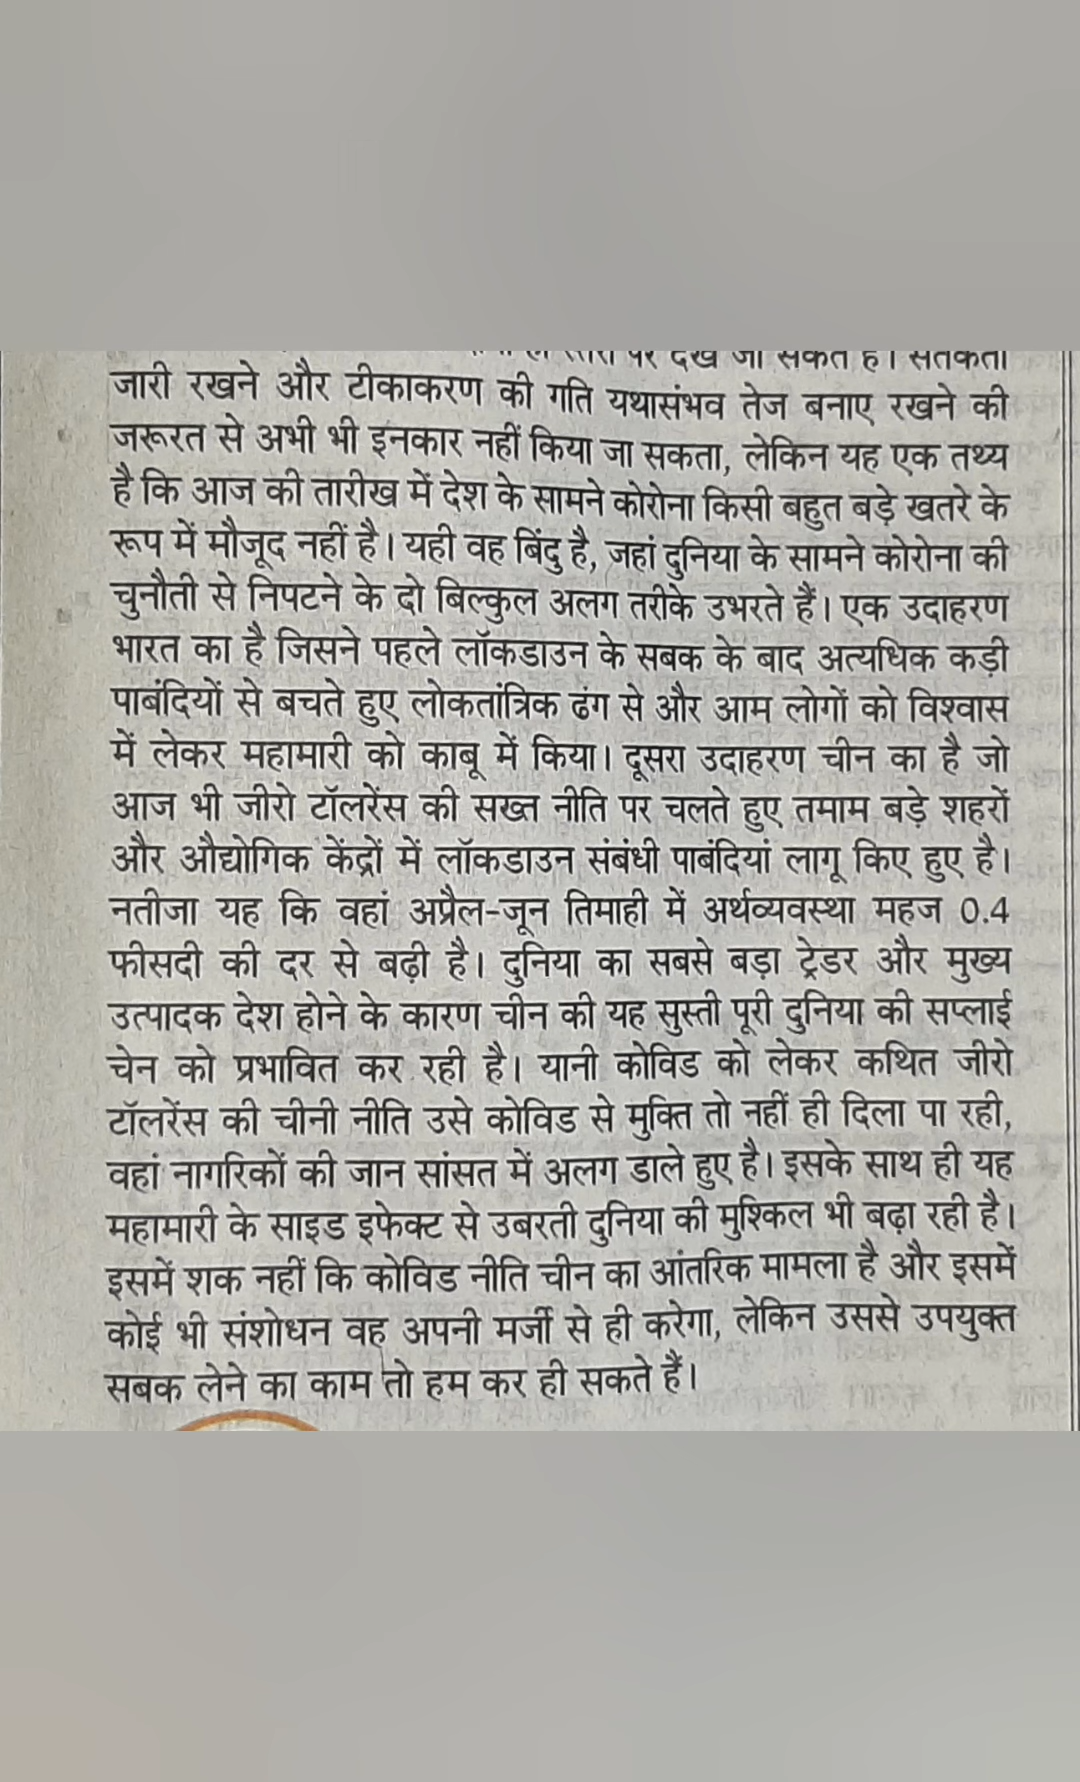 पर देखे जा सकते हैं। सतर्कता
जारी रखने और टीकाकरण की गति यथासंभव तेज बनाए रखने की
जरूरत से अभी भी इनकार नहीं किया जा सकता, लेकिन यह एक तथ्य
है कि आज की तारीख में देश के सामने कोरोना किसी बहुत बड़े खतरे के
रूप में मौजूद नहीं है। यही वह बिंदु है, जहां दुनिया के सामने कोरोना की
चुनौती से निपटने के दो बिल्कुल अलग तरीके उभरते हैं। एक उदाहरण
भारत का है जिसने पहले लॉकडाउन के सबक के बाद अत्यधिक कड़ी
पाबंदियों से बचते हुए लोकतांत्रिक ढंग से और आम लोगों को विश्वास
में लेकर महामारी को काबू में किया। दूसरा उदाहरण चीन का है जो
आज भी जीरो टॉलरेंस की सख्त नीति पर चलते हुए तमाम बड़े शहरों
और औद्योगिक केंद्रों में लॉकडाउन संबंधी पाबंदियां लागू किए हुए है।
नतीजा यह कि वहां अप्रैल-जून तिमाही में अर्थव्यवस्था महज 0.4
फीसदी की दर से बढ़ी है। दुनिया का सबसे बड़ा ट्रेडर और मुख्य
उत्पादक देश होने के कारण चीन की यह सुस्ती पूरी दुनिया की सप्लाई
चेन को प्रभावित कर रही है। यानी कोविड को लेकर कथित जीरो
टॉलरेंस की चीनी नीति उसे कोविड से मुक्ति तो नहीं ही दिला पा रही,
वहां नागरिकों की जान सांसत में अलग डाले हुए है। इसके साथ ही यह
महामारी के साइड इफेक्ट से उबरती दुनिया की मुश्किल भी बढ़ा रही है।
इसमें शक नहीं कि कोविड नीति चीन का आंतरिक मामला है और इसमें
कोई भी संशोधन वह अपनी मर्जी से ही करेगा, लेकिन उससे उपयुक्त
सबक लेने का काम तो हम कर ही सकते हैं।